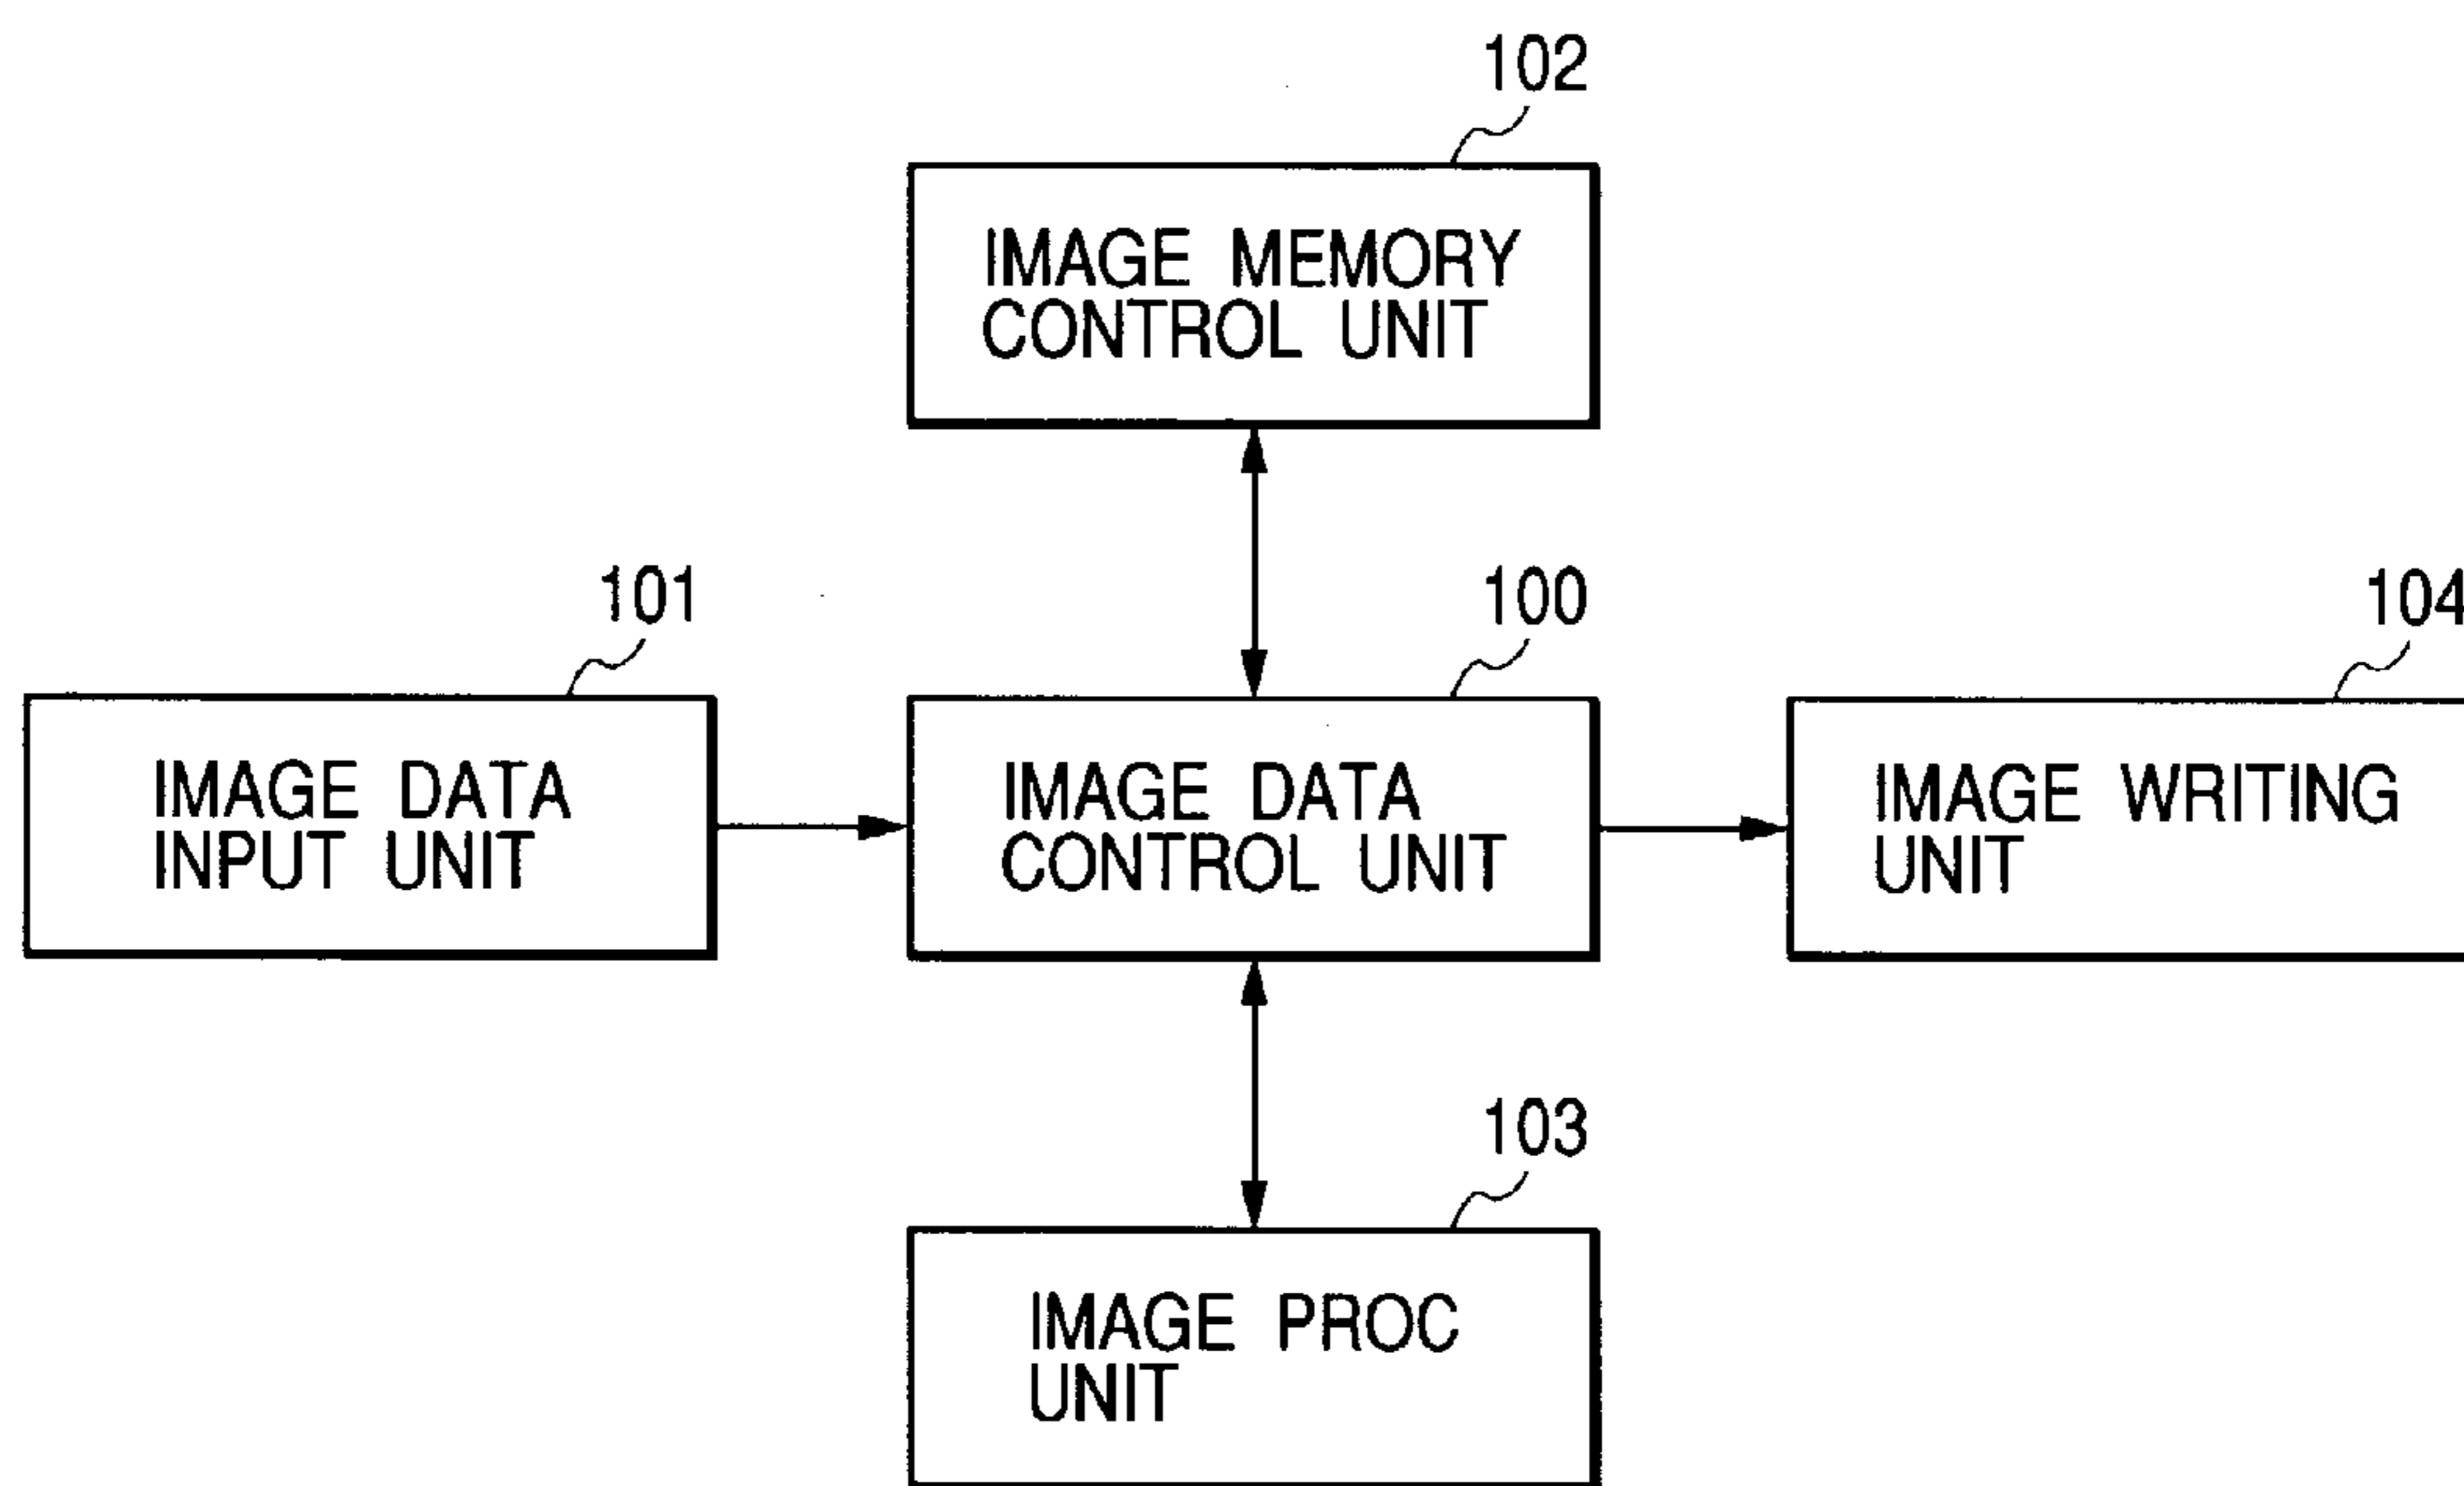 102
IMAGE MEMORY
CONTROL UNIT
101
100
104
IMAGE DATA
INPUT UNIT
IMAGE DATA
CONTROL UNIT
IMAGE WRITING
UNIT
103
IMAGE PROC
UNIT